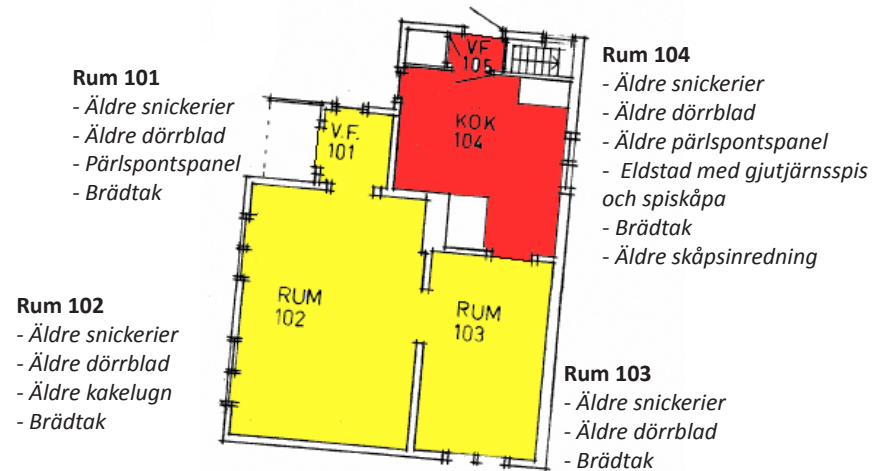 Rum 101
- Äldre snickerier
- Äldre dörrblad
- Pärlspontspanel
- Brädtak
Rum 102
- Äldre snickerier
- Äldre dörrblad
- Äldre kakelugn
- Brädtak
V.F.
101
VF
105
KOK
104
RUM
102
RUM
103
Rum 104
- Äldre snickerier
- Äldre dörrblad
- Äldre pärlspontspanel
- Eldstad med gjutjärnsspis
och spiskåpa
- Brädtak
- Äldre skåpsinredning
Rum 103
- Äldre snickerier
- Äldre dörrblad
- Brädtak